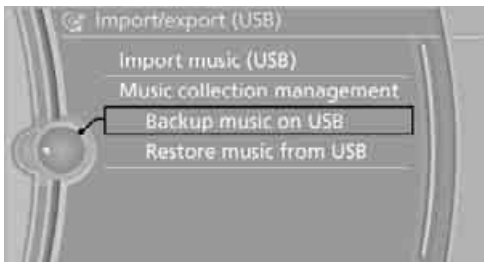 Import/export (USB)
Import music (USB)
Music collection management
Backup music on USB
Restore music from USB